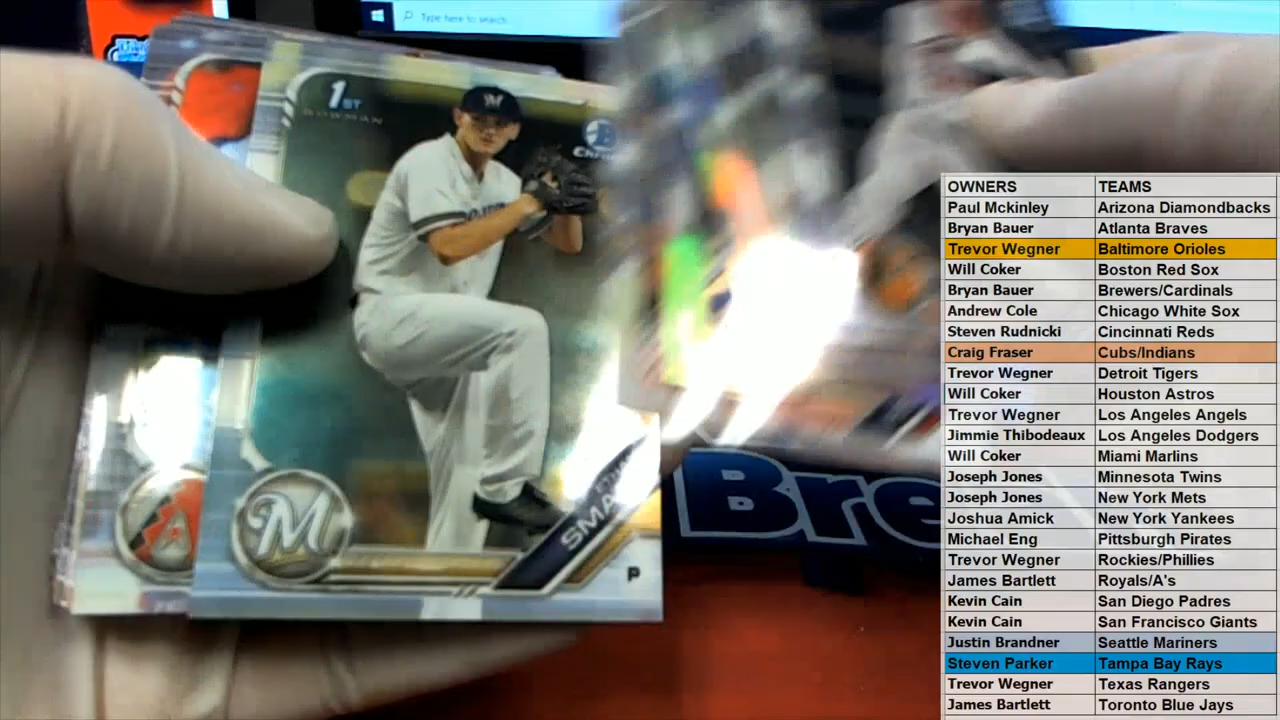 Type here to search
1ST
BOWMAN
M
SMA
P
Bre
OWNERS TEAMS
Paul Mckinley Arizona Diamondbacks
Bryan Bauer Atlanta Braves
Trevor Wegner Baltimore Orioles
Will Coker Boston Red Sox
Bryan Bauer Brewers/Cardinals
Andrew Cole Chicago White Sox
Steven Rudnicki Cincinnati Reds
Craig Fraser Cubs/Indians
Trevor Wegner Detroit Tigers
Will Coker Houston Astros
Trevor Wegner Los Angeles Angels
Jimmie Thibodeaux Los Angeles Dodgers
Will Coker Miami Marlins
Joseph Jones Minnesota Twins
Joseph Jones New York Mets
Joshua Amick New York Yankees
Michael Eng Pittsburgh Pirates
Trevor Wegner Rockies/Phillies
James Bartlett Royals/A's
Kevin Cain San Diego Padres
Kevin Cain San Francisco Giants
Justin Brandner Seattle Mariners
Steven Parker Tampa Bay Rays
Trevor Wegner Texas Rangers
James Bartlett Toronto Blue Jays